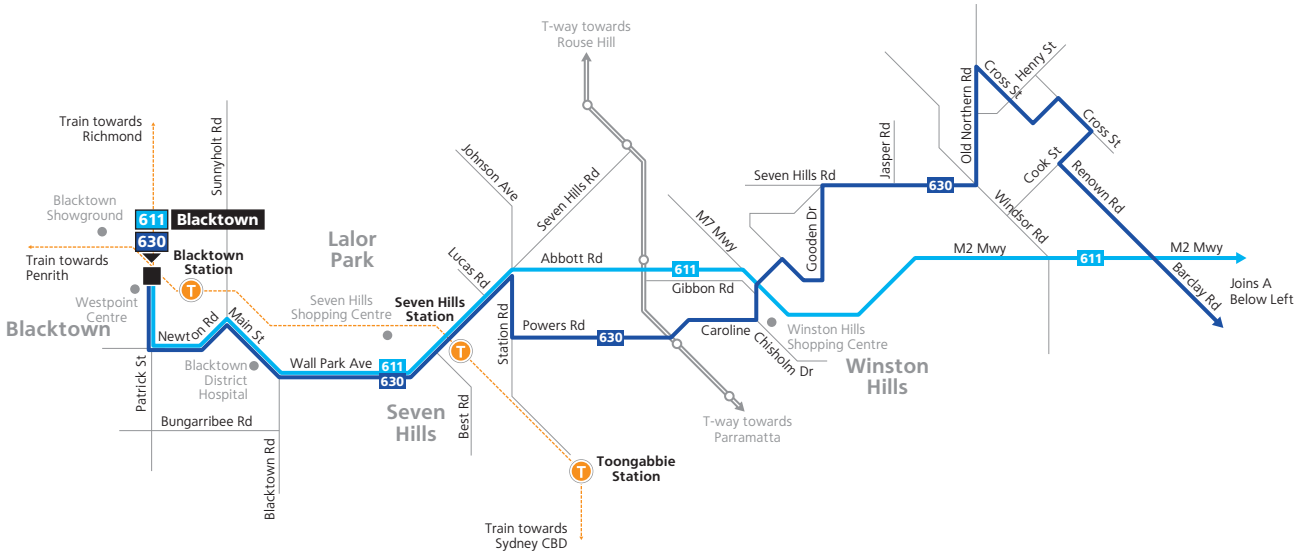 T-way towards
Rouse Hill
Henry St
Cross St
Old Northern Rd
Cross St
Train towards
Richmond
Sunnyholt Rd
Johnson Ave
Seven Hills Rd
Jasper Rd
Cook St
Seven Hills Rd
630
Renown Rd
Blacktown
Showground
611
Blacktown
630
Gooden Dr
M7 Mwy
Windsor Rd
Blacktown
Station
T
Train towards
Penrith
Lalor
Park
Lucas Rd
Abbott Rd
611
Gibbon Rd
M2 Mwy
611
M2 Mwy
Joins A
Below Left
Barclay Rd
Westpoint
Centre
Blacktown
Newton Rd
Main St
Seven Hills
Shopping Centre
Seven Hills
Station
T
Station Rd
Powers Rd
630
Caroline
Chisholm Dr
Winston Hills
Shopping Centre
Winston
Hills
Patrick St
Blacktown
District
Hospital
Wall Park Ave
611
630
Seven
Hills
Best Rd
Bungarribee Rd
Blacktown Rd
T-way towards
Parramatta
T
Toongabbie
Station
Train towards
Sydney CBD